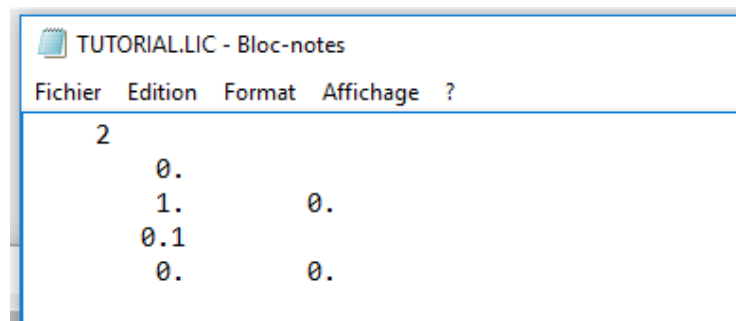 TUTORIAL.LIC - Bloc-notes
Fichier Edition Format Affichage ?
2
0.
1. 0.
0.1
0. 0.